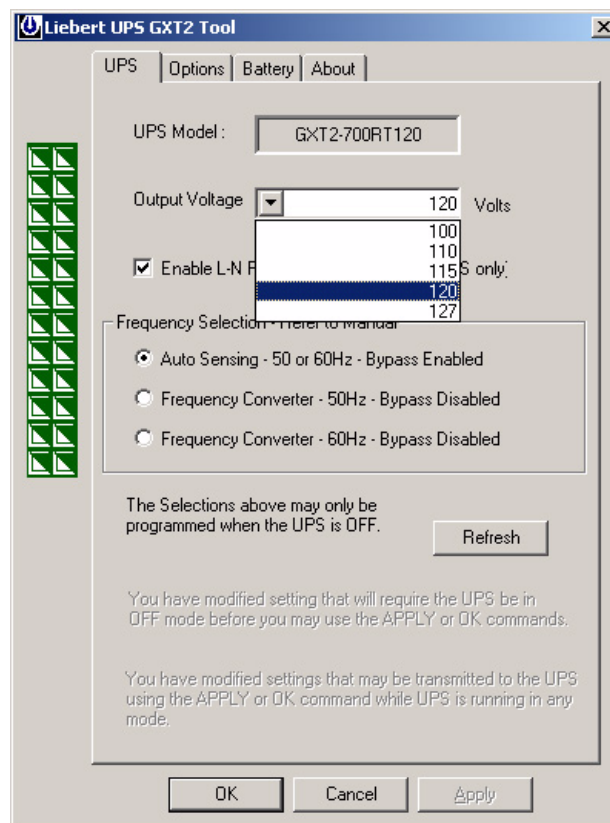 Liebert UPS GXT2 Tool
UPS Options Battery About
UPS Model : GXT2-700RT120
Output Voltage 120 Volts
100
110
115
120
127
Enable L-N S only)
Frequency Selection - Refer to Manual
Auto Sensing - 50 or 60Hz - Bypass Enabled
Frequency Converter - 50Hz - Bypass Disabled
Frequency Converter - 60Hz - Bypass Disabled
The Selections above may only be
programmed when the UPS is OFF.
Refresh
You have modified setting that will require the UPS be in
OFF mode before you may use the APPLY or OK commands.
You have modified settings that may be transmitted to the UPS
using the APPLY or OK command while UPS is running in any
mode.
OK Cancel Apply